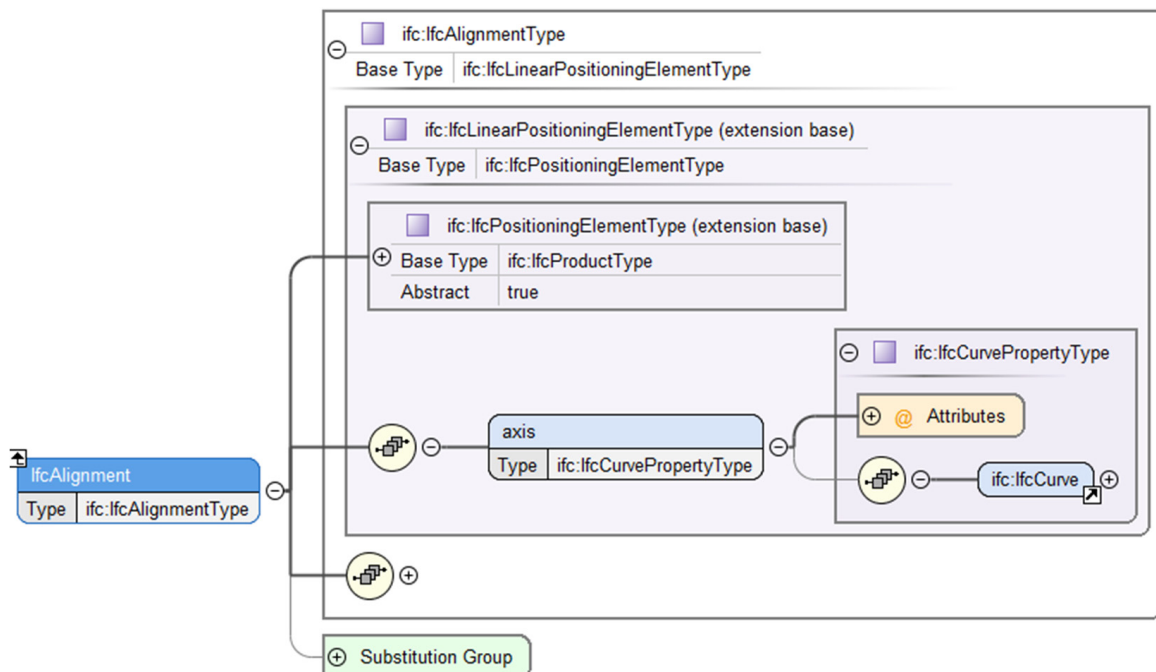 ifc:IfcAlignmentType
Base Type ifc:IfcLinearPositioningElementType
ifc:IfcLinearPositioningElementType (extension base)
Base Type ifc:IfcPositioningElementType
ifc:IfcPositioningElementType (extension base)
Base Type ifc:IfcProductType
Abstract true
ifc:IfcCurvePropertyType
@ Attributes
axis
Type ifc:IfcCurvePropertyType
ifc:IfcCurve
IfcAlignment
Type ifc:IfcAlignmentType
Substitution Group